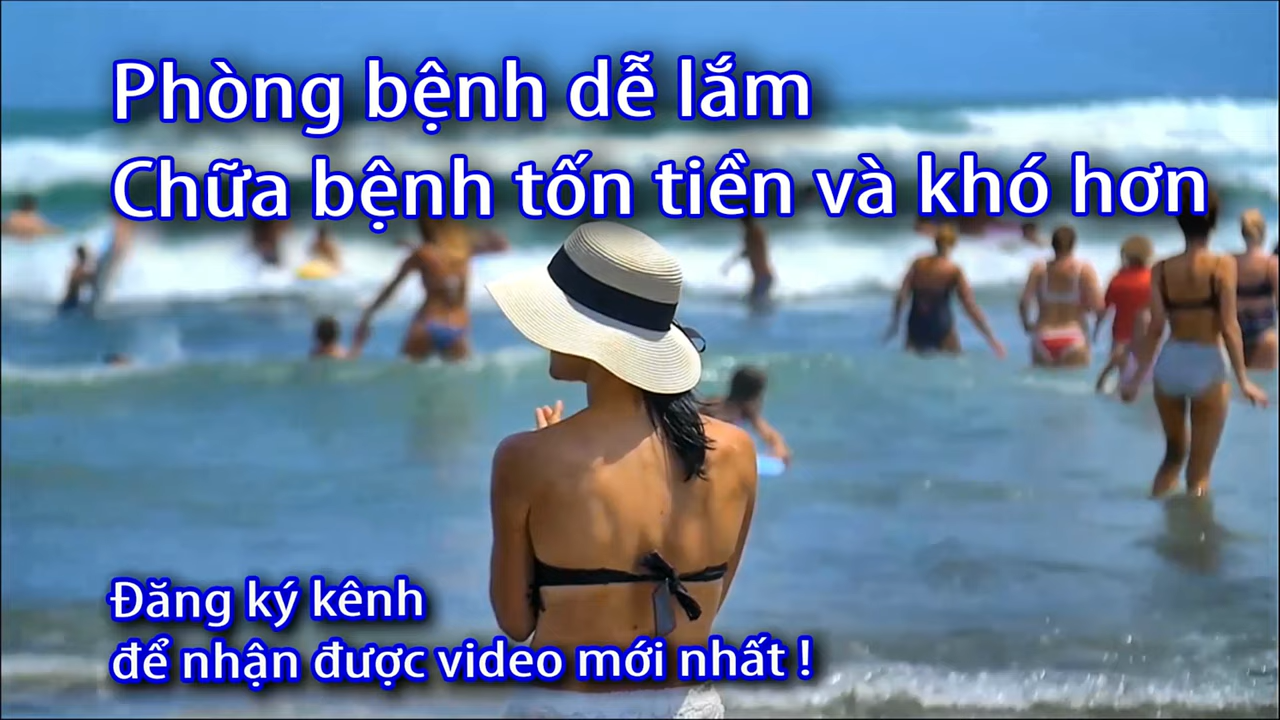 Phòng bệnh dễ lắm
Chữa bệnh tốn tiền và khó hơn
Đăng ký kênh
để nhận được video mới nhất !